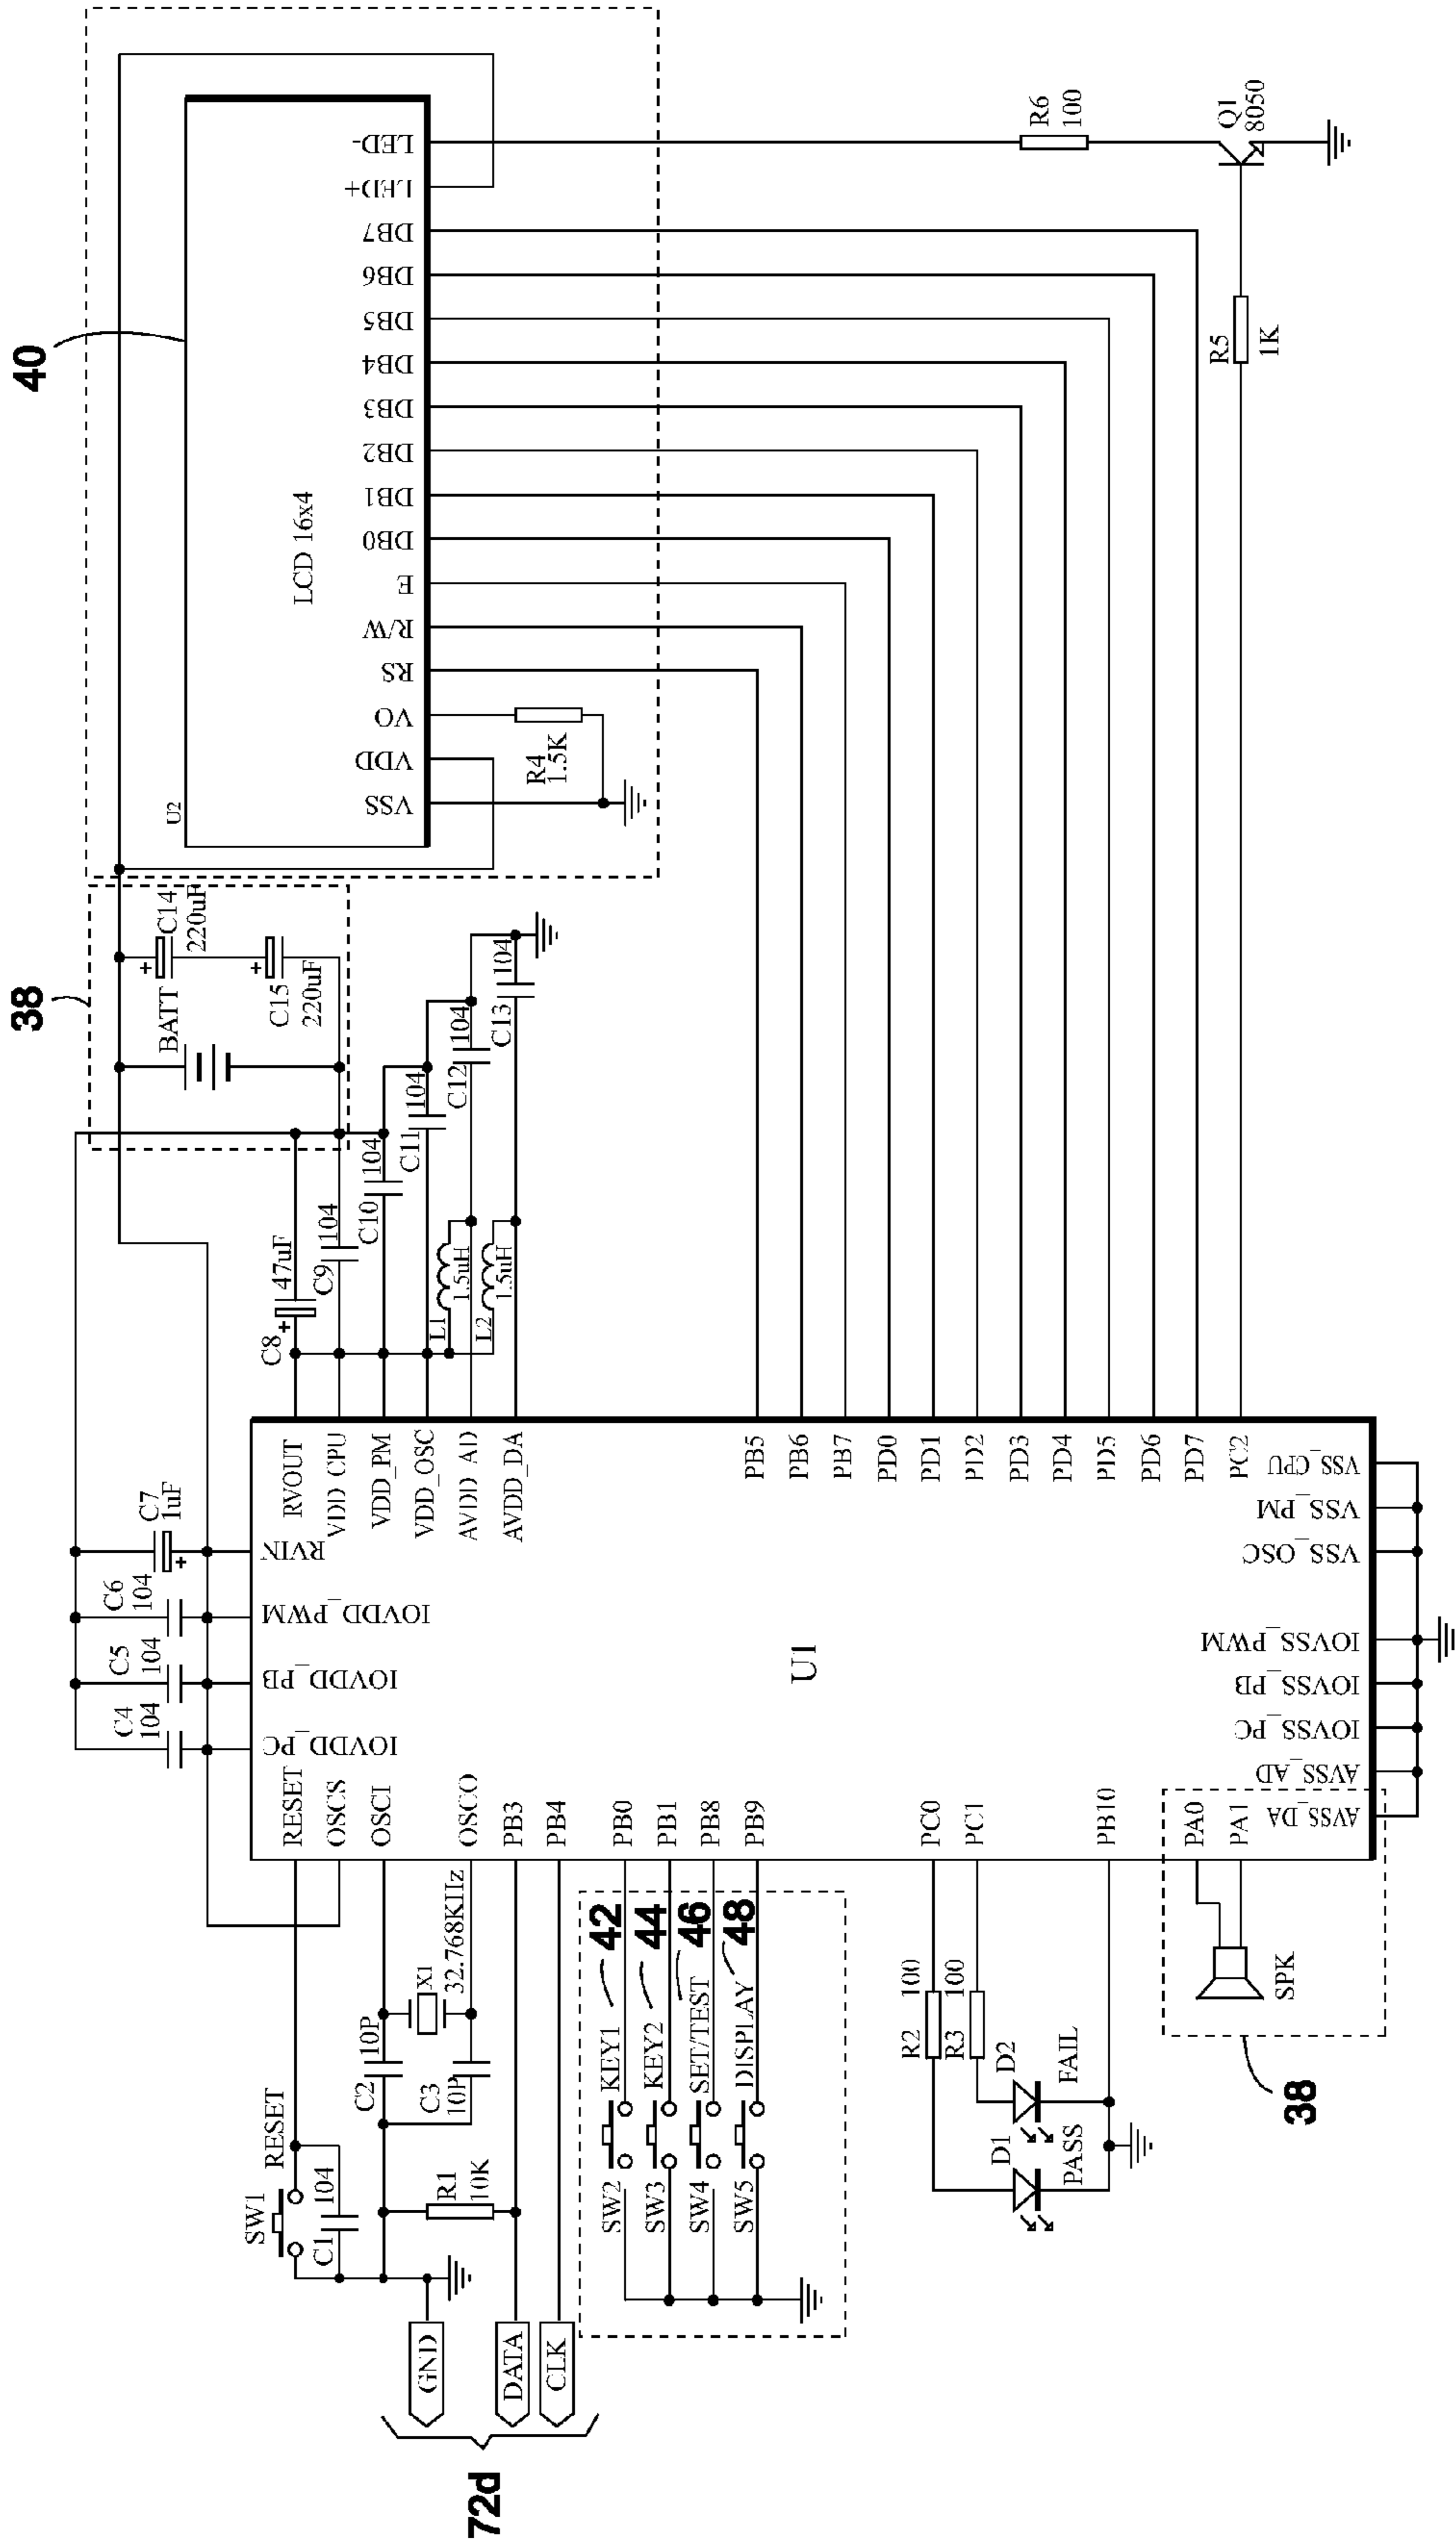 40
U2
LCD 16x4
VSS
VDD
VO
RS
R/W
E
DB0
DB1
DB2
DB3
DB4
DB5
DB6
DB7
LED+
LED-
R4
1.5K
R6
100
Q1
8050
R5
1K
38
BATT
C14
220uF
C15
220uF
+
+
C8
+
47uF
C9
104
C10
104
C11
104
C12
104
C13
104
L1
1.5uH
L2
1.5uH
C4
104
C5
104
C6
104
C7
1uF
+
IOVDD_PC
IOVDD_PB
IOVDD_PWM
RVIN
RVOUT
VDD_CPU
VDD_PM
VDD_OSC
AVDD_AD
AVDD_DA
PB5
PB6
PB7
PD0
PD1
PD2
PD3
PD4
PD5
PD6
PD7
PC2
U1
RESET
OSCS
OSCI
OSCO
PB3
PB4
PB0
PB1
PB8
PB9
PC0
PC1
PB10
PA0
PA1
AVSS_DA
AVSS_AD
IOVSS_PC
IOVSS_PB
IOVSS_PWM
VSS_OSC
VSS_PM
VSS_CPU
SW1
RESET
C1
104
C2
10P
C3
10P
X1
32.768KHz
R1
10K
GND
DATA
CLK
72d
SW2
KEY1
42
SW3
KEY2
44
SW4
SET/TEST
46
SW5
DISPLAY
48
R2
100
R3
100
D1
PASS
D2
FAIL
SPK
38